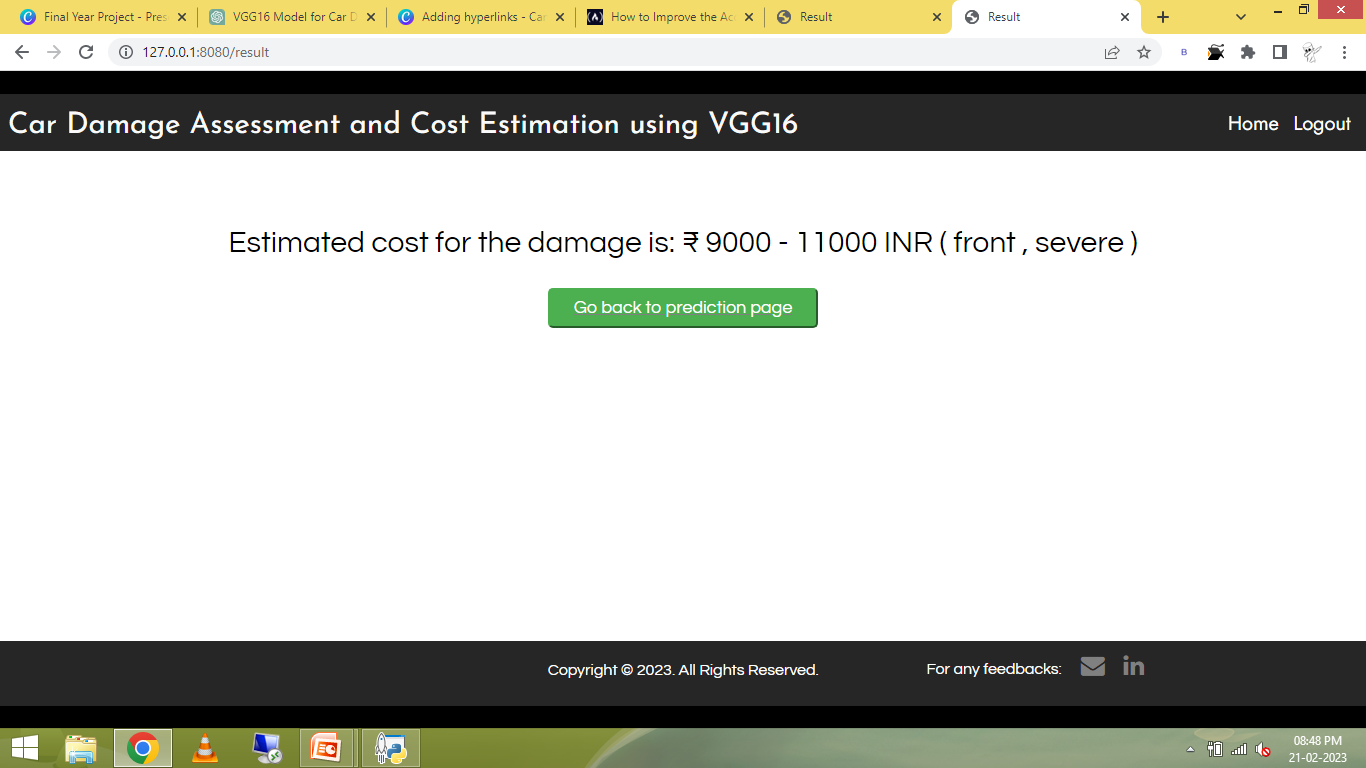 Final Year Project - Pres
VGG16 Model for Car D
Adding hyperlinks - Car
How to Improve the Ac
Result
Result
127.0.0.1:8080/result
B
Car Damage Assessment and Cost Estimation using VGG16
Home
Logout
Estimated cost for the damage is: ₹ 9000 - 11000 INR ( front , severe )
Go back to prediction page
Copyright © 2023. All Rights Reserved.
For any feedbacks:
in
08:48 PM
21-02-2023